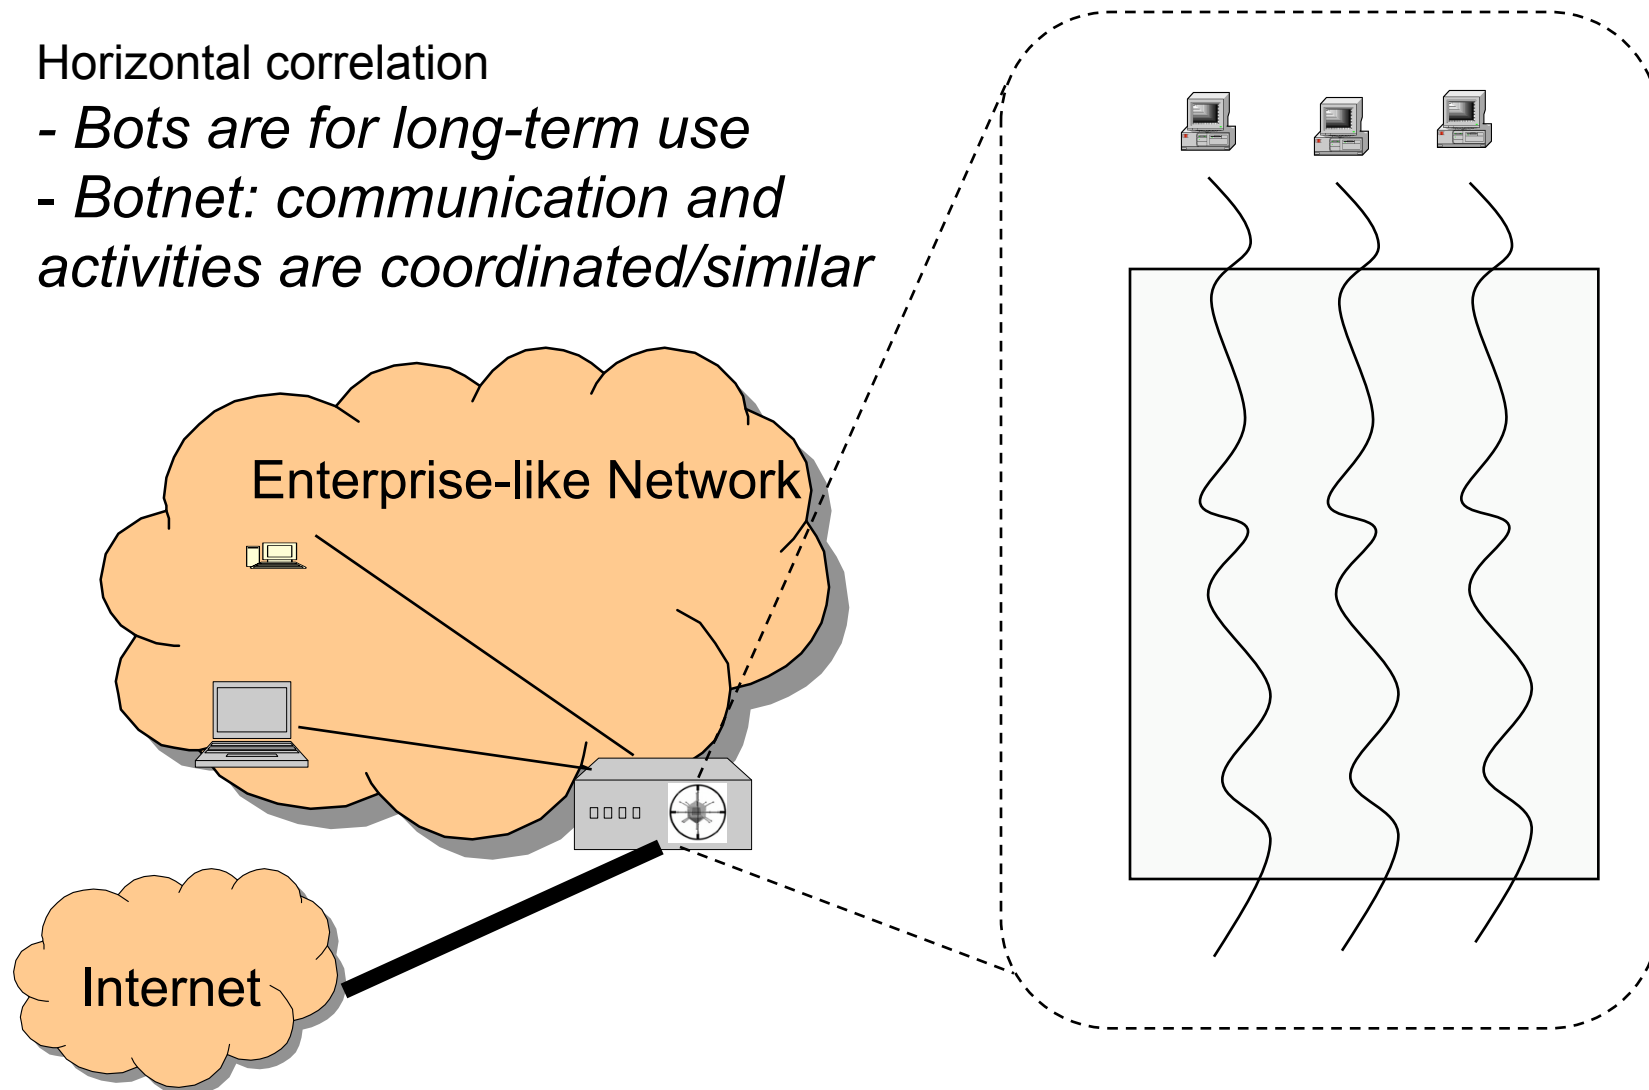 Horizontal correlation
- Bots are for long-term use
- Botnet: communication and
activities are coordinated/similar
Enterprise-like Network
Internet